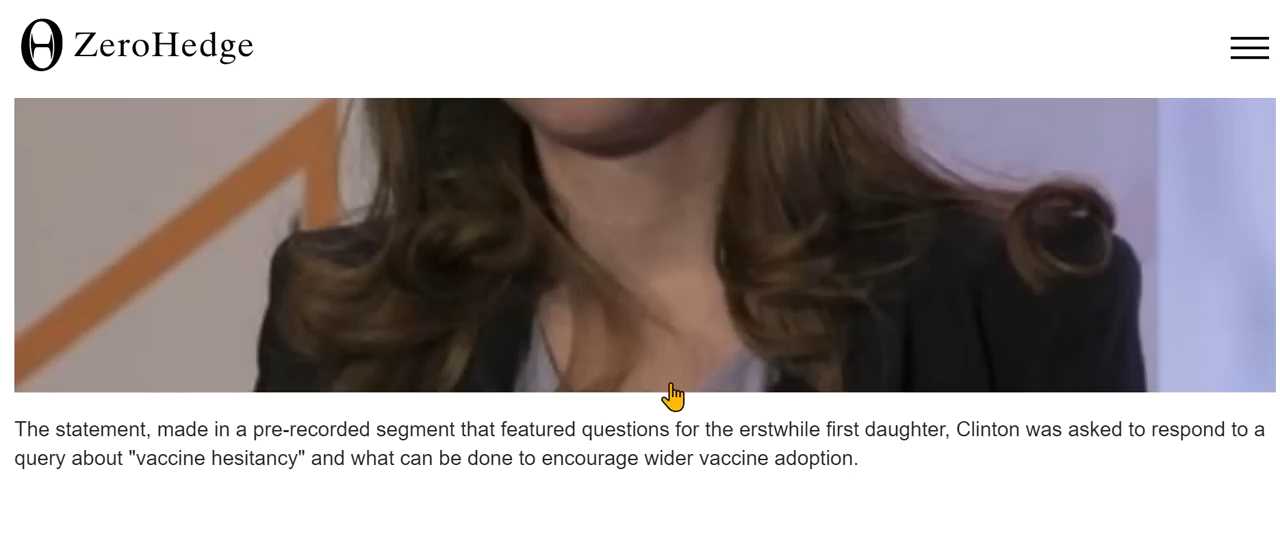 ZeroHedge
The statement, made in a pre-recorded segment that featured questions for the erstwhile first daughter, Clinton was asked to respond to a
query about "vaccine hesitancy" and what can be done to encourage wider vaccine adoption.